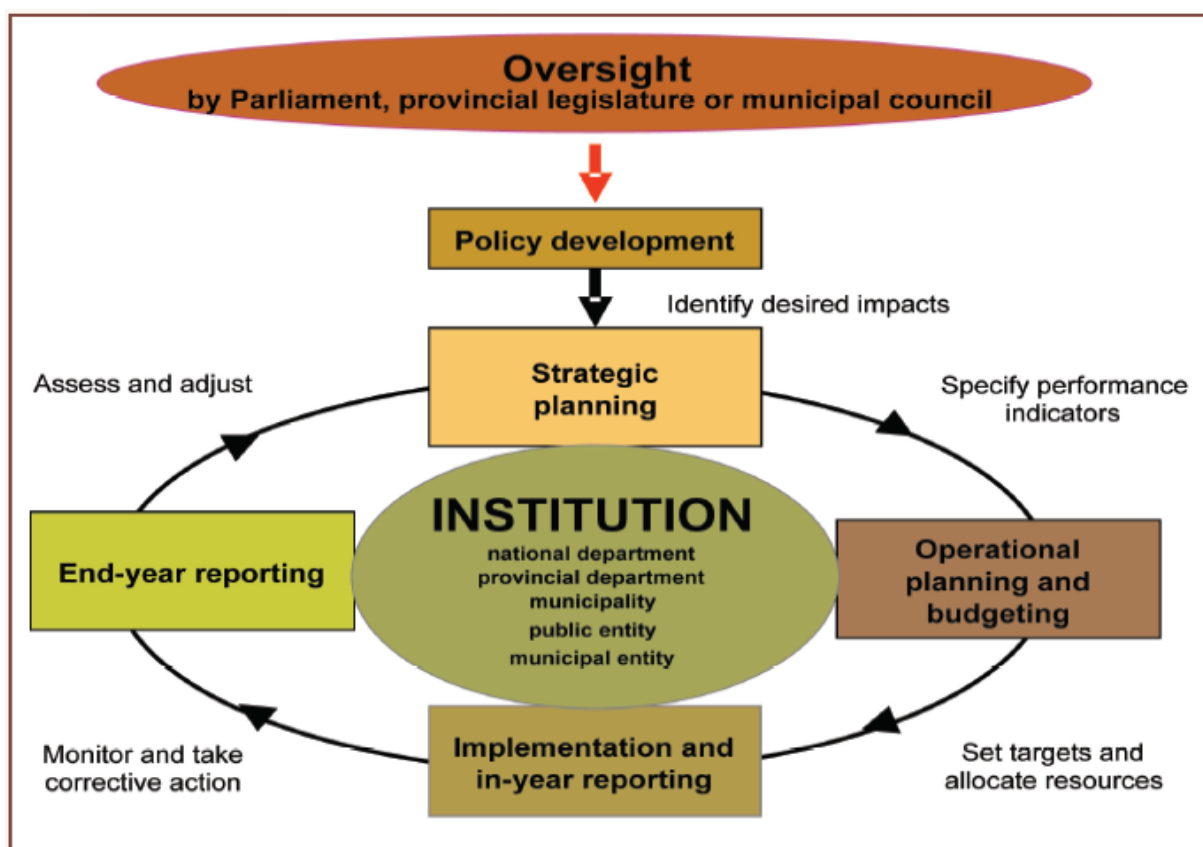 Oversight
by Parliament, provincial legislature or municipal council
Policy development
Identify desired impacts
Strategic
planning
Assess and adjust
Specify performance
indicators
INSTITUTION
national department
provincial department
municipality
public entity
municipal entity
End-year reporting
Operational
planning and
budgeting
Implementation and
in-year reporting
Monitor and take
corrective action
Set targets and
allocate resources